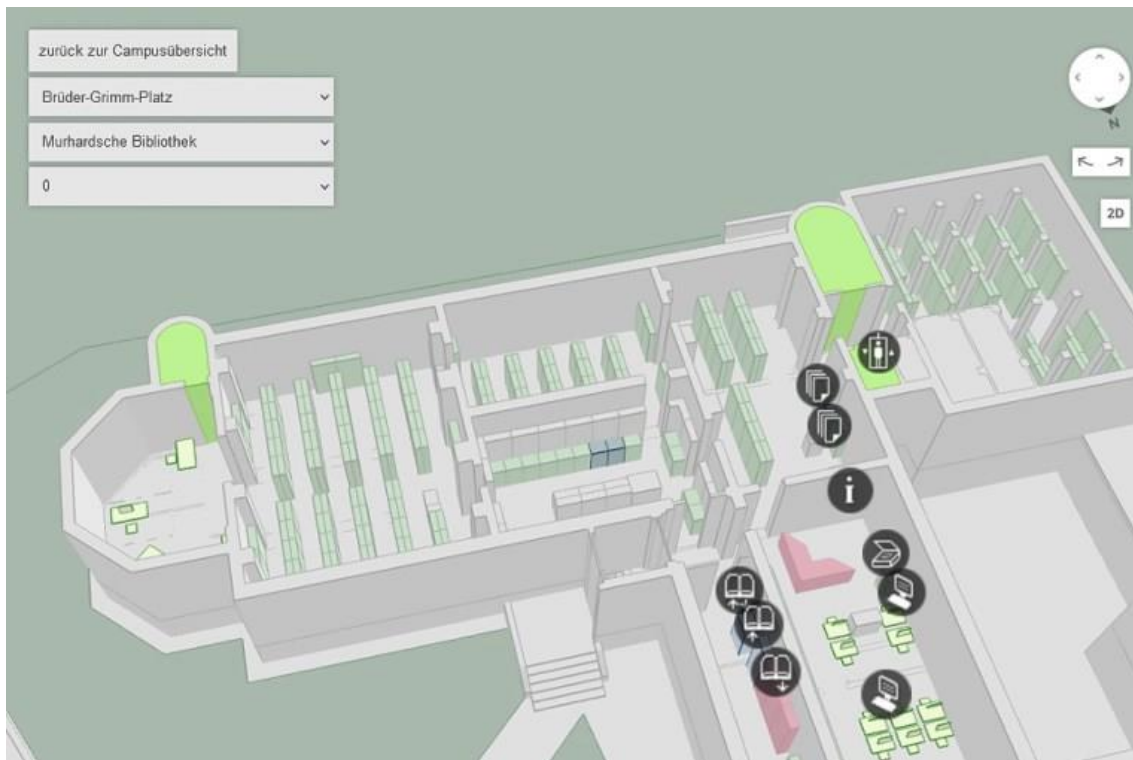 zurück zur Campusübersicht
Brüder-Grimm-Platz
Murhardsche Bibliothek
0
N
2D
i